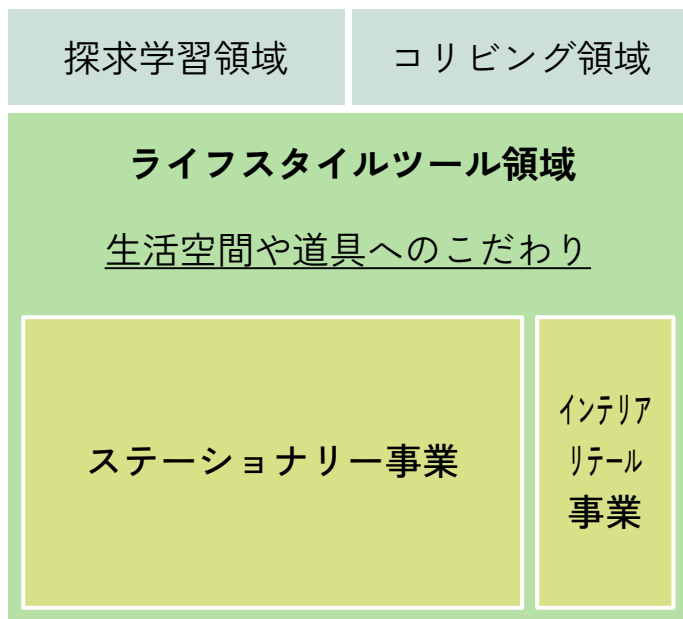 探求学習領域
コリビング領域
ライフスタイルツール領域
生活空間や道具へのこだわり
ステーショナリー事業
ｲﾝﾃﾘｱ
ﾘﾃｰﾙ
事業